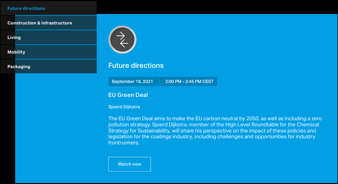 Future directions
Construction & infrastructure
Living
Mobility
Packaging
Future directions
September 16, 2021 2:00 PM - 2:45 PM CEST
EU Green Deal
Sjoerd Dijkstra
The EU Green Deal aims to make the EU carbon neutral by 2050, as well as including a zero
pollution strategy. Sjoerd Dijkstra, member of the High Level Roundtable for the Chemical
Strategy for Sustainability, will share his perspective on the impact of these policies and
legislation for the coatings industry, including challenges and opportunities for industry
frontrunners.
Watch now